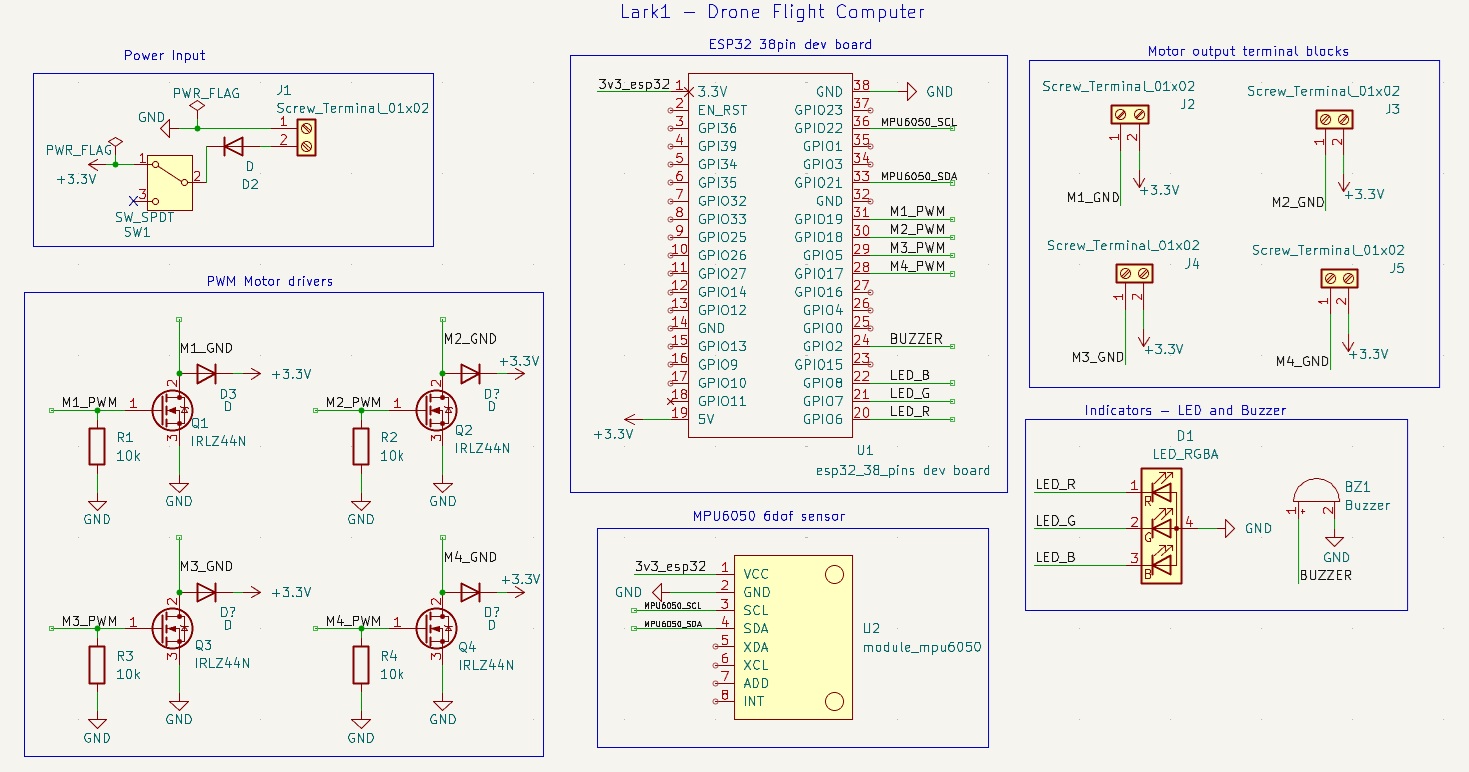 Lark1 - Drone Flight Computer
Power Input
PWR_FLAG
J1
Screw_Terminal_01x02
GND
1
2
PWR_FLAG
+3.3V
1
2
3
D
D2
SW_SPDT
SW1
PWM Motor drivers
M1_GND
+3.3V
D3
D
2
M1_PWM
1
3
Q1
IRLZ44N
R1
10k
GND
GND
M2_GND
+3.3V
D?
D
2
M2_PWM
1
3
Q2
IRLZ44N
R2
10k
GND
GND
M3_GND
+3.3V
D?
D
2
M3_PWM
1
3
Q3
IRLZ44N
R3
10k
GND
GND
M4_GND
+3.3V
D?
D
2
M4_PWM
1
3
Q4
IRLZ44N
R4
10k
GND
GND
ESP32 38pin dev board
3v3_esp32 1 3.3V GND 38 GND
2 EN_RST GPIO23 37
3 GPI36 GPIO22 36 MPU6050_SCL
4 GPI39 GPIO1 35
5 GPI34 GPIO3 34
6 GPI35 GPIO21 33 MPU6050_SDA
7 GPIO32 GND 32
8 GPIO33 GPIO19 31 M1_PWM
9 GPIO25 GPIO18 30 M2_PWM
10 GPIO26 GPIO5 29 M3_PWM
11 GPIO27 GPIO17 28 M4_PWM
12 GPIO14 GPIO16 27
13 GPIO12 GPIO4 26
14 GND GPIO0 25
15 GPIO13 GPIO2 24 BUZZER
16 GPIO9 GPIO15 23
17 GPIO10 GPIO8 22 LED_B
18 GPIO11 GPIO7 21 LED_G
19 5V GPIO6 20 LED_R
+3.3V
U1
esp32_38_pins dev board
MPU6050 6dof sensor
3v3_esp32 1 VCC
GND 2 GND
MPU6050_SCL 3 SCL
MPU6050_SDA 4 SDA
5 XDA
6 XCL
7 ADD
8 INT
U2
module_mpu6050
Motor output terminal blocks
Screw_Terminal_01x02
J2
1 2
M1_GND
+3.3V
Screw_Terminal_01x02
J3
1 2
M2_GND
+3.3V
Screw_Terminal_01x02
J4
1 2
M3_GND
+3.3V
Screw_Terminal_01x02
J5
1 2
M4_GND
+3.3V
Indicators - LED and Buzzer
D1
LED_RGBA
LED_R 1 R
LED_G 2 G 4 GND
LED_B 3 B
BZ1
Buzzer
1 + 2
GND
BUZZER